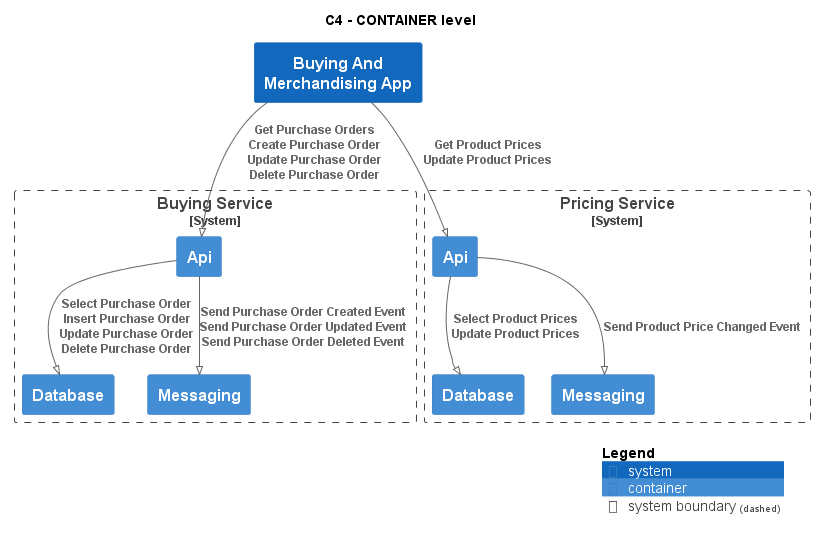 C4 - CONTAINER level
Buying And
Merchandising App
Get Purchase Orders
Create Purchase Order
Update Purchase Order
Delete Purchase Order
Get Product Prices
Update Product Prices
Buying Service
[System]
Pricing Service
[System]
Api
Api
Select Purchase Order
Insert Purchase Order
Update Purchase Order
Delete Purchase Order
Send Purchase Order Created Event
Send Purchase Order Updated Event
Send Purchase Order Deleted Event
Select Product Prices
Update Product Prices
Send Product Price Changed Event
Database
Messaging
Database
Messaging
Legend
system
container
system boundary (dashed)